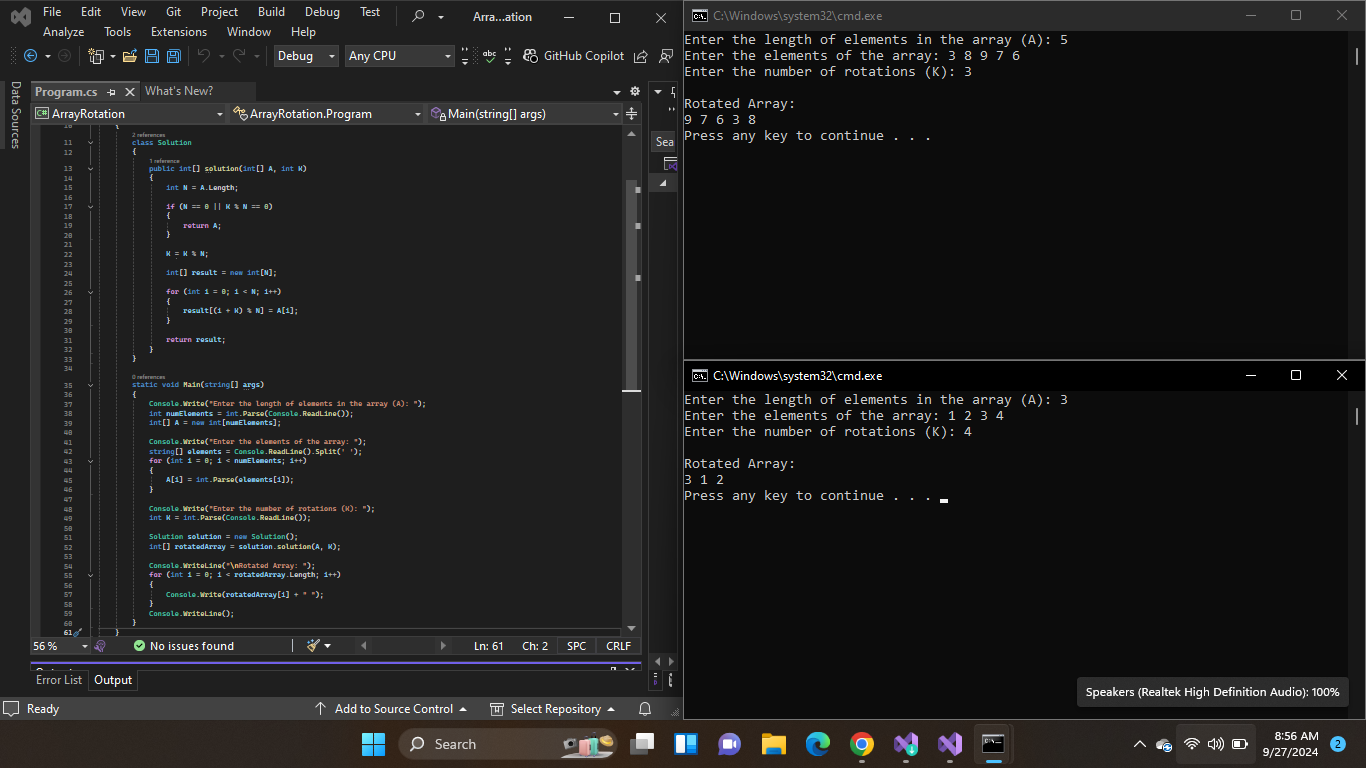 File Edit View Git Project Build Debug Test
Analyze Tools Extensions Window Help
Arra...ation
Debug Any CPU GitHub Copilot
Data Sources
Program.cs What's New?
ArrayRotation ArrayRotation.Program Main(string[] args)
Sea
10 {
2 references
11 class Solution
12 {
1 reference
13 public int[] solution(int[] A, int K)
14 {
15 int N = A.Length;
16
17 if (N == 0 || K % N == 0)
18 {
19 return A;
20 }
21
22 K = K % N;
23
24 int[] result = new int[N];
25
26 for (int i = 0; i < N; i++)
27 {
28 result[(i + K) % N] = A[i];
29 }
30
31 return result;
32 }
33 }
34
0 references
35 static void Main(string[] args)
36 {
37 Console.Write("Enter the length of elements in the array (A): ");
38 int numElements = int.Parse(Console.ReadLine());
39 int[] A = new int[numElements];
40
41 Console.Write("Enter the elements of the array: ");
42 string[] elements = Console.ReadLine().Split(' ');
43 for (int i = 0; i < numElements; i++)
44 {
45 A[i] = int.Parse(elements[i]);
46 }
47
48 Console.Write("Enter the number of rotations (K): ");
49 int K = int.Parse(Console.ReadLine());
50
51 Solution solution = new Solution();
52 int[] rotatedArray = solution.solution(A, K);
53
54 Console.WriteLine("\nRotated Array: ");
55 for (int i = 0; i < rotatedArray.Length; i++)
56 {
57 Console.Write(rotatedArray[i] + " ");
58 }
59 Console.WriteLine();
60 }
61 }
56 % No issues found Ln: 61 Ch: 2 SPC CRLF
Error List Output
Ready Add to Source Control Select Repository
C:\Windows\system32\cmd.exe
Enter the length of elements in the array (A): 5
Enter the elements of the array: 3 8 9 7 6
Enter the number of rotations (K): 3
Rotated Array:
9 7 6 3 8
Press any key to continue . . .
C:\Windows\system32\cmd.exe
Enter the length of elements in the array (A): 3
Enter the elements of the array: 1 2 3 4
Enter the number of rotations (K): 4
Rotated Array:
3 1 2
Press any key to continue . . .
Speakers (Realtek High Definition Audio): 100%
Search
8:56 AM
9/27/2024
2